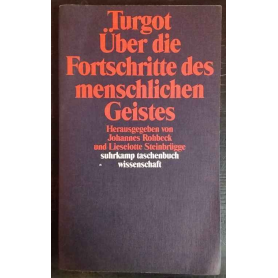 Turgot
Über die
Fortschritte des
menschlichen
Geistes
Herausgegeben von
Johannes Rohbeck
und Lieselotte Steinbrügge
suhrkamp taschenbuch
wissenschaft